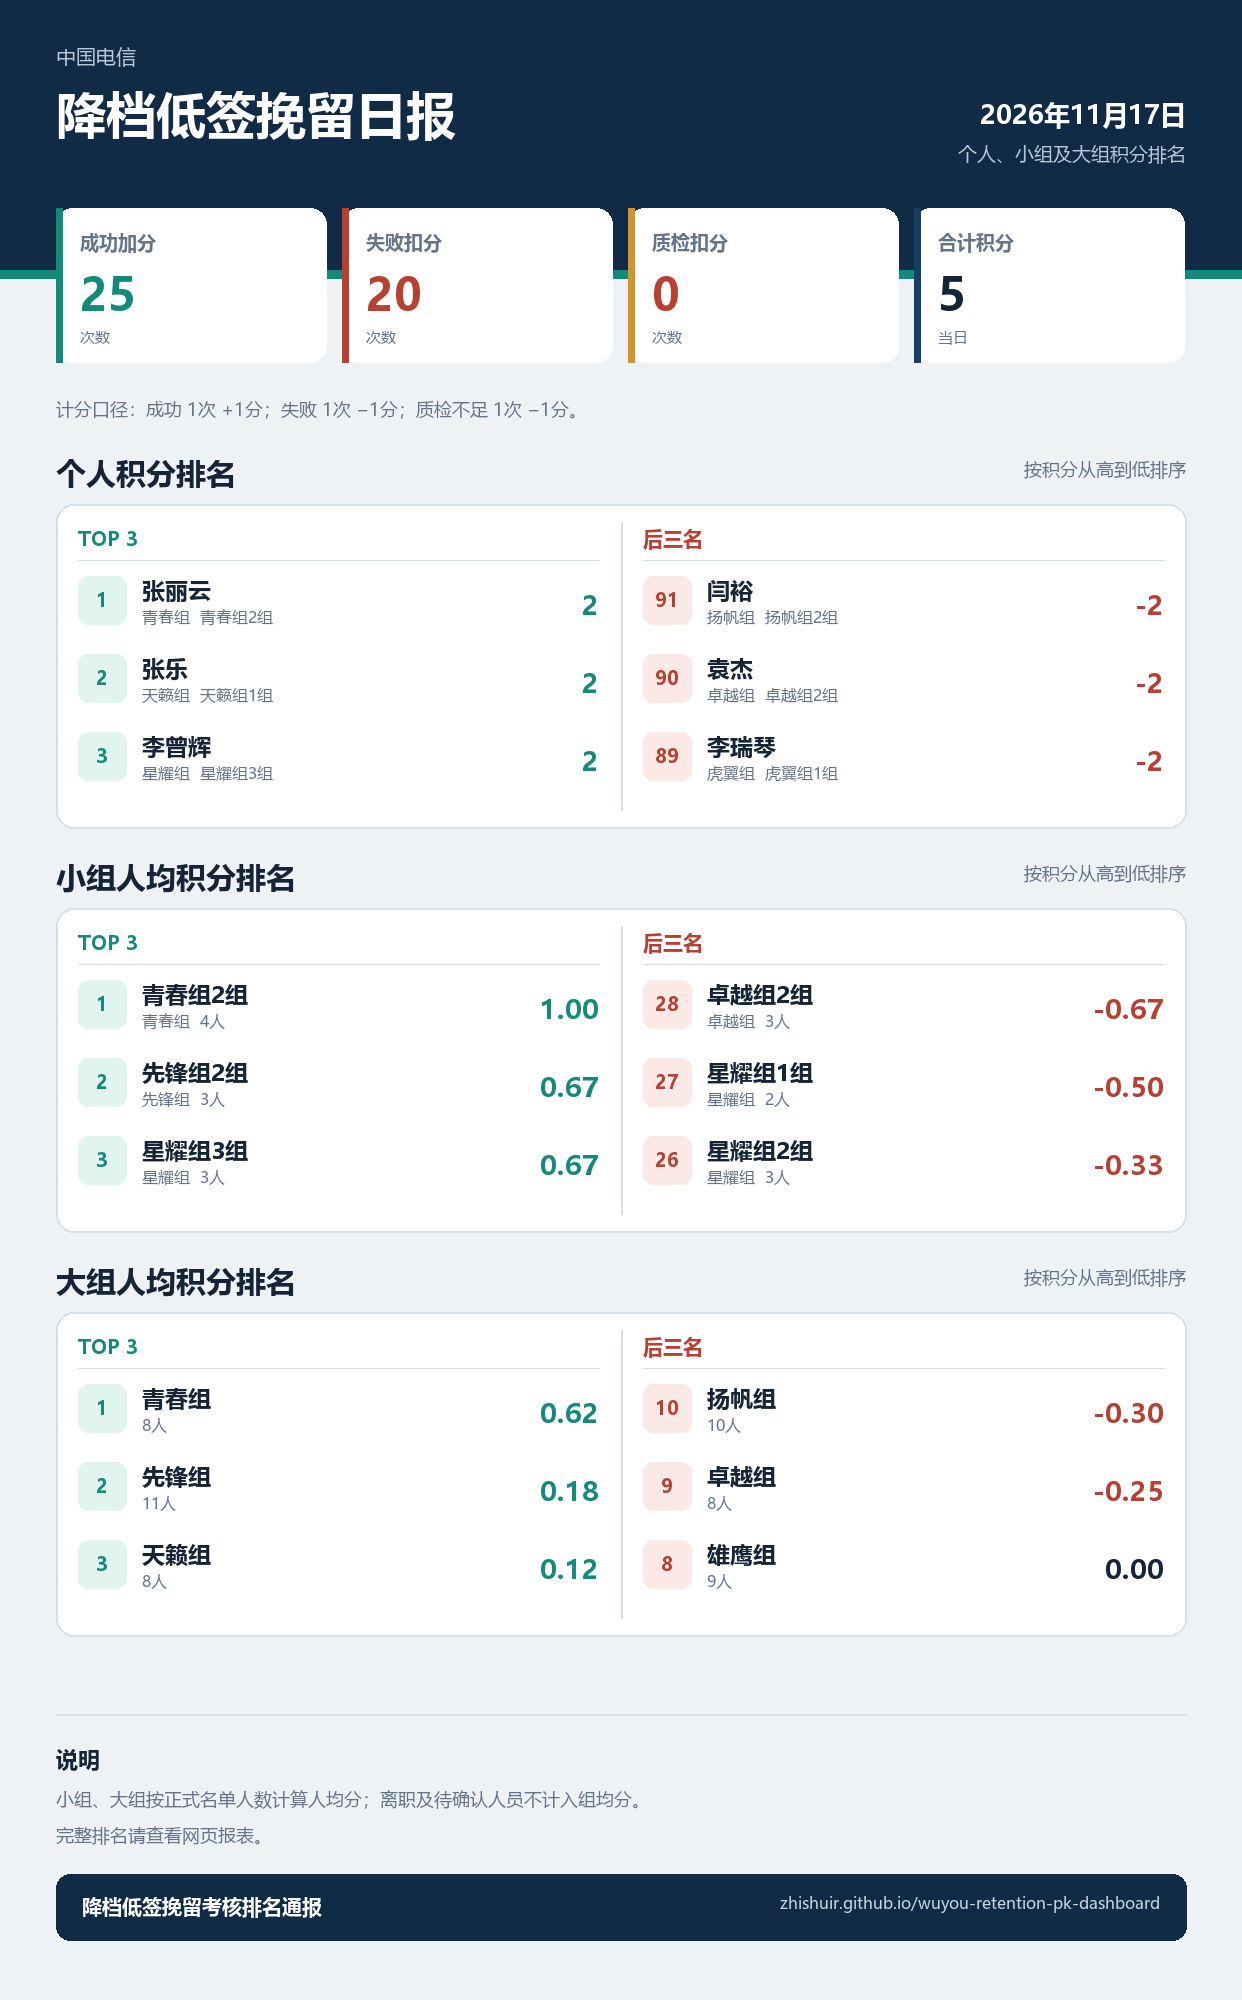 中国电信
降档低签挽留日报
2026年11月17日
个人、小组及大组积分排名
成功加分
25
次数
失败扣分
20
次数
质检扣分
0
次数
合计积分
5
当日
计分口径：成功 1次 +1分；失败 1次 −1分；质检不足 1次 −1分。
个人积分排名
按积分从高到低排序
TOP 3
1
张丽云
青春组 青春组2组
2
2
张乐
天籁组 天籁组1组
2
3
李曾辉
星耀组 星耀组3组
2
后三名
91
闫裕
扬帆组 扬帆组2组
-2
90
袁杰
卓越组 卓越组2组
-2
89
李瑞琴
虎翼组 虎翼组1组
-2
小组人均积分排名
按积分从高到低排序
TOP 3
1
青春组2组
青春组 4人
1.00
2
先锋组2组
先锋组 3人
0.67
3
星耀组3组
星耀组 3人
0.67
后三名
28
卓越组2组
卓越组 3人
-0.67
27
星耀组1组
星耀组 2人
-0.50
26
星耀组2组
星耀组 3人
-0.33
大组人均积分排名
按积分从高到低排序
TOP 3
1
青春组
8人
0.62
2
先锋组
11人
0.18
3
天籁组
8人
0.12
后三名
10
扬帆组
10人
-0.30
9
卓越组
8人
-0.25
8
雄鹰组
9人
0.00
说明
小组、大组按正式名单人数计算人均分；离职及待确认人员不计入组均分。
完整排名请查看网页报表。
降档低签挽留考核排名通报
zhishuir.github.io/wuyou-retention-pk-dashboard